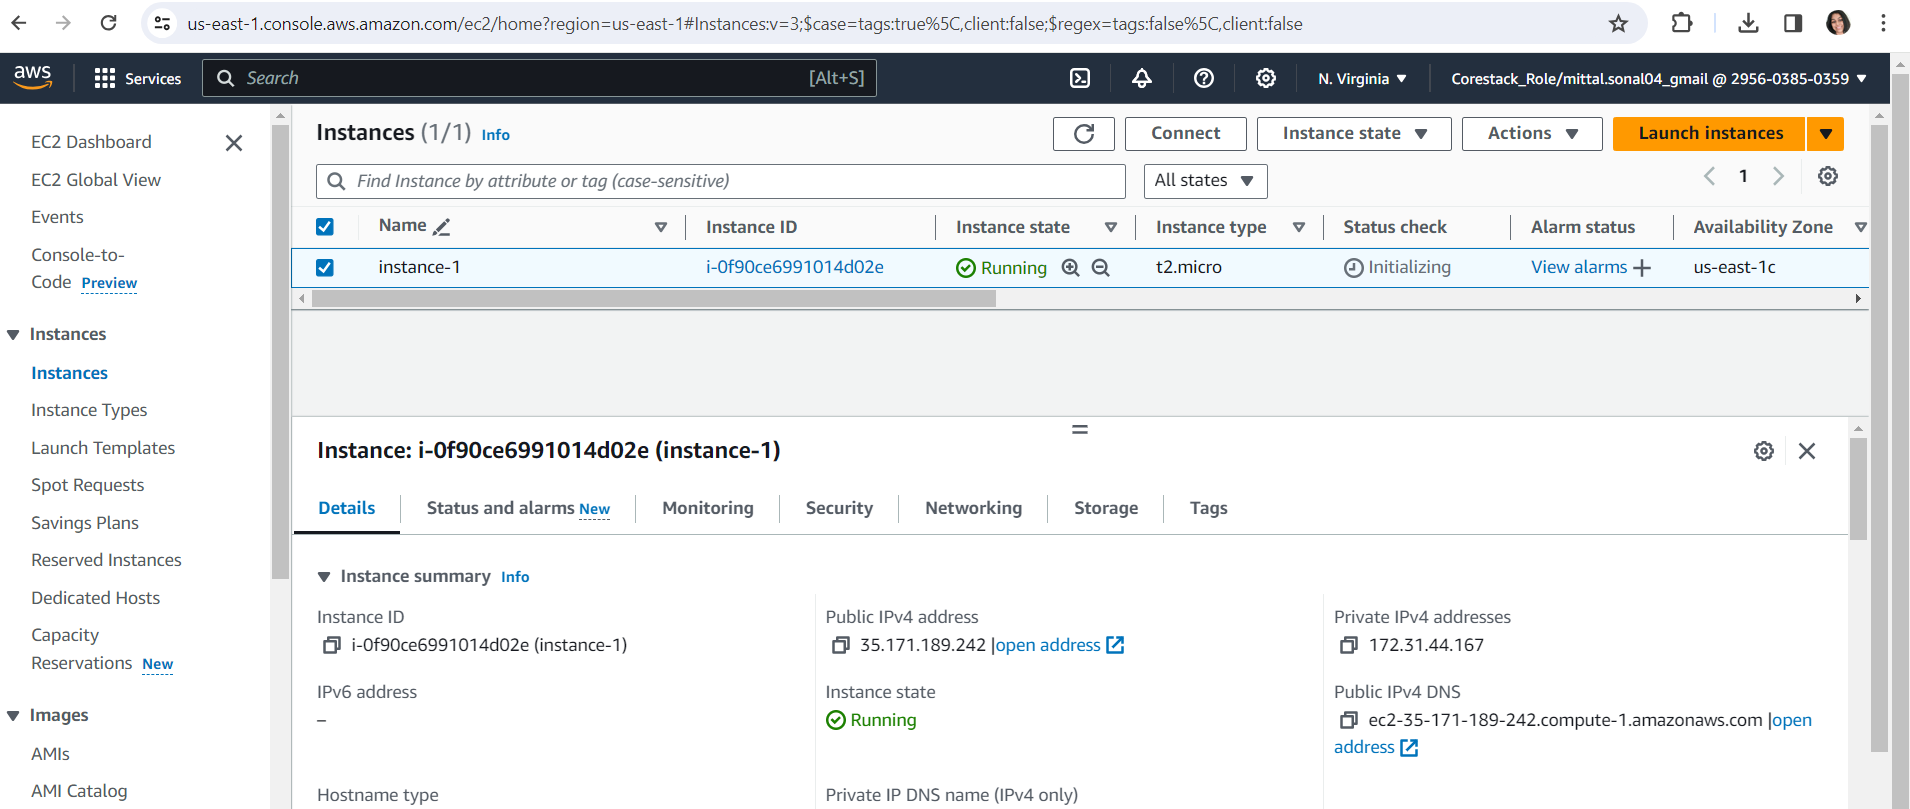 us-east-1.console.aws.amazon.com/ec2/home?region=us-east-1#Instances:v=3;$case=tags:true%5C,client:false;$regex=tags:false%5C,client:false
aws Services Search [Alt+S] N. Virginia Corestack_Role/mittal.sonal04_gmail @ 2956-0385-0359
EC2 Dashboard
EC2 Global View
Events
Console-to-
Code Preview
Instances
Instances
Instance Types
Launch Templates
Spot Requests
Savings Plans
Reserved Instances
Dedicated Hosts
Capacity
Reservations New
Images
AMIs
AMI Catalog
Instances (1/1) Info Connect Instance state Actions Launch instances
Find Instance by attribute or tag (case-sensitive) All states 1
Name Instance ID Instance state Instance type Status check Alarm status Availability Zone
instance-1 i-0f90ce6991014d02e Running t2.micro Initializing View alarms + us-east-1c
Instance: i-0f90ce6991014d02e (instance-1)
Details Status and alarms New Monitoring Security Networking Storage Tags
Instance summary Info
Instance ID
i-0f90ce6991014d02e (instance-1)
Public IPv4 address
35.171.189.242 |open address
Private IPv4 addresses
172.31.44.167
IPv6 address
–
Instance state
Running
Public IPv4 DNS
ec2-35-171-189-242.compute-1.amazonaws.com |open
address
Hostname type
Private IP DNS name (IPv4 only)